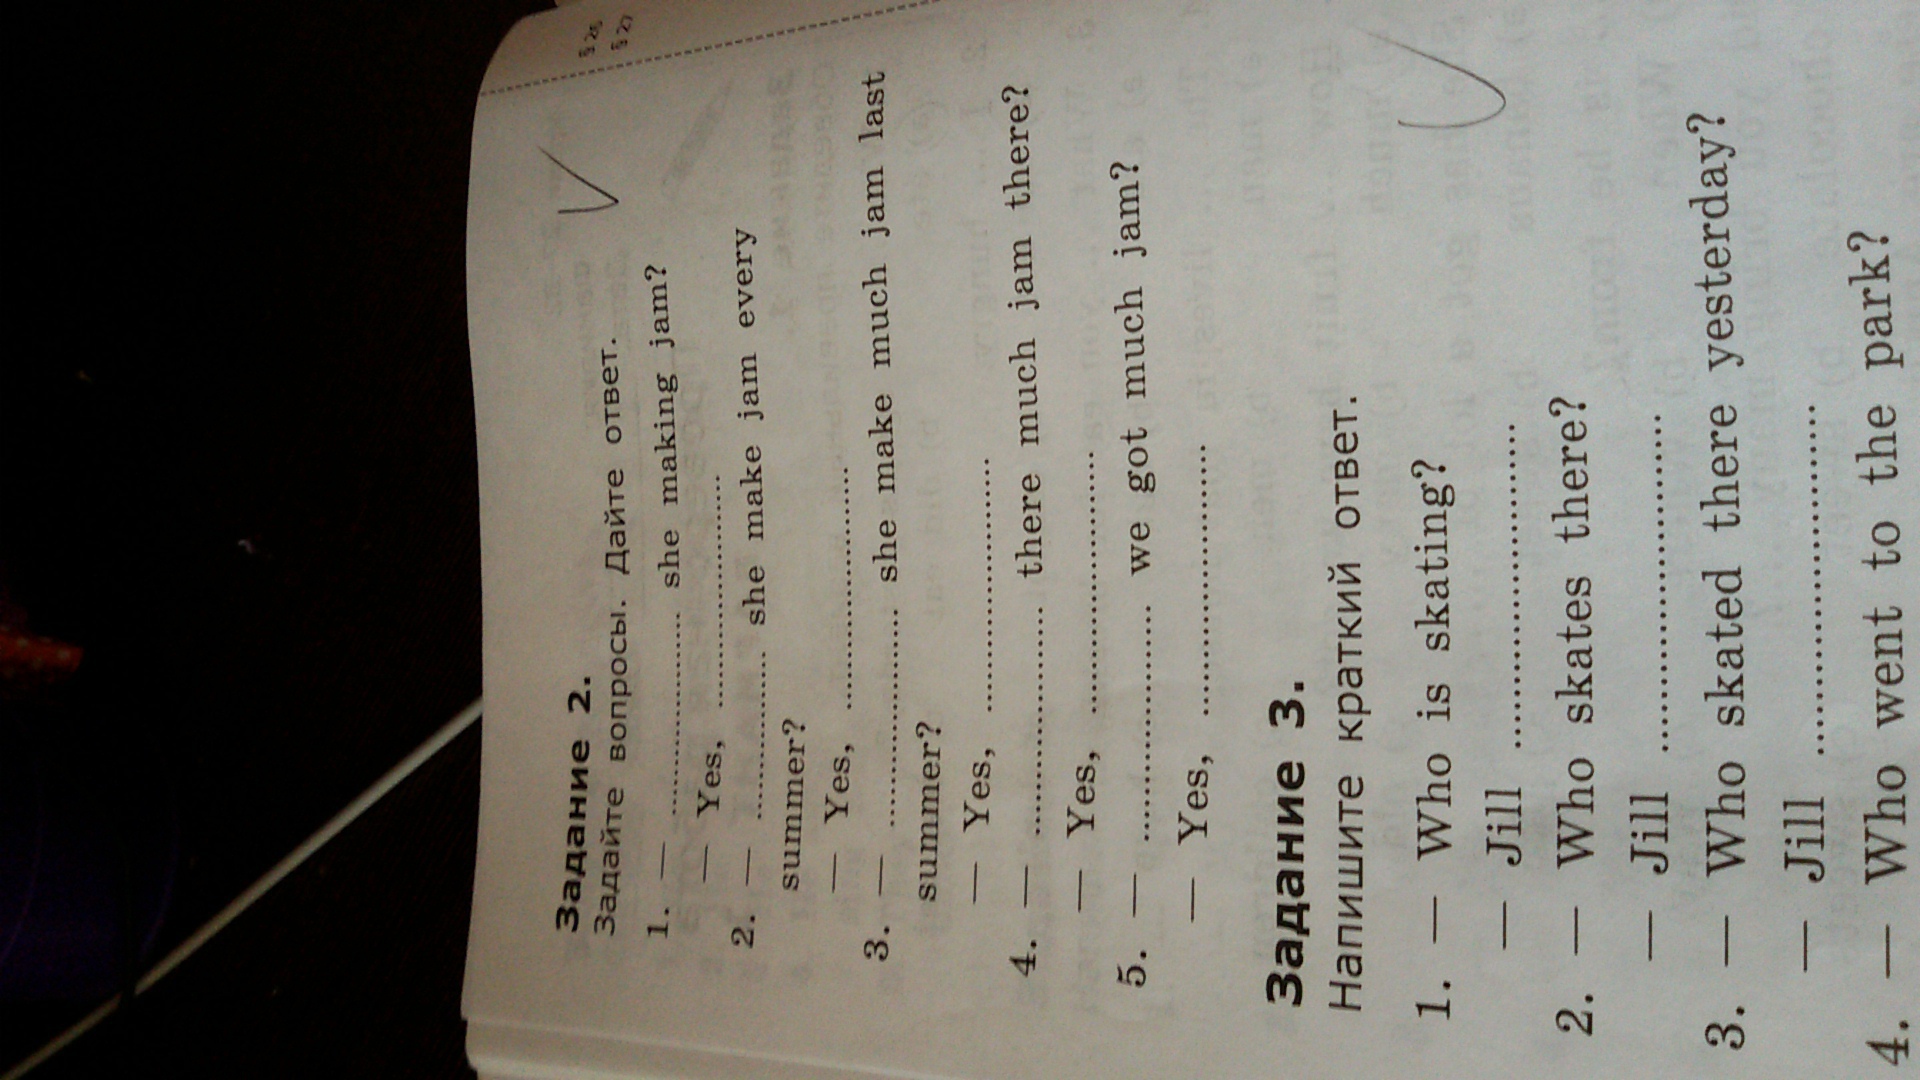 Задание 2.
Задайте вопросы. Дайте ответ.
1. — .................... she making jam?
— Yes, ........................
2. — ................ she make jam every
summer?
— Yes, ........................
3. — ..................... she make much jam last
summer?
— Yes, ........................
4. — ...................... there much jam there?
— Yes, ........................
5. — ...................... we got much jam?
— Yes, ........................
Задание 3.
Напишите краткий ответ.
1. — Who is skating?
— Jill ..............................
2. — Who skates there?
— Jill ..............................
3. — Who skated there yesterday?
— Jill ..............................
4. — Who went to the park?